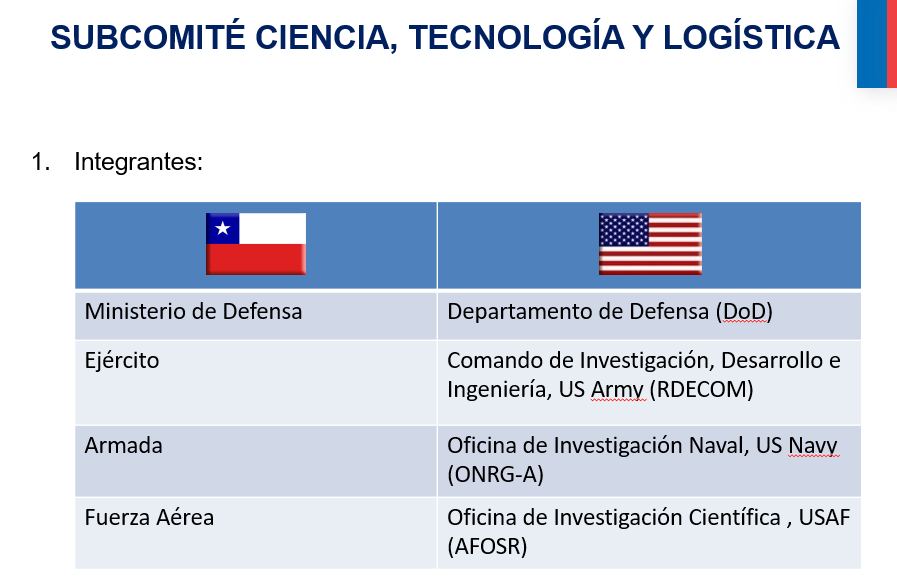 SUBCOMITÉ CIENCIA, TECNOLOGÍA Y LOGÍSTICA
1. Integrantes:
Ministerio de Defensa
Departamento de Defensa (DoD)
Ejército
Comando de Investigación, Desarrollo e
Ingeniería, US Army (RDECOM)
Armada
Oficina de Investigación Naval, US Navy
(ONRG-A)
Fuerza Aérea
Oficina de Investigación Científica , USAF
(AFOSR)